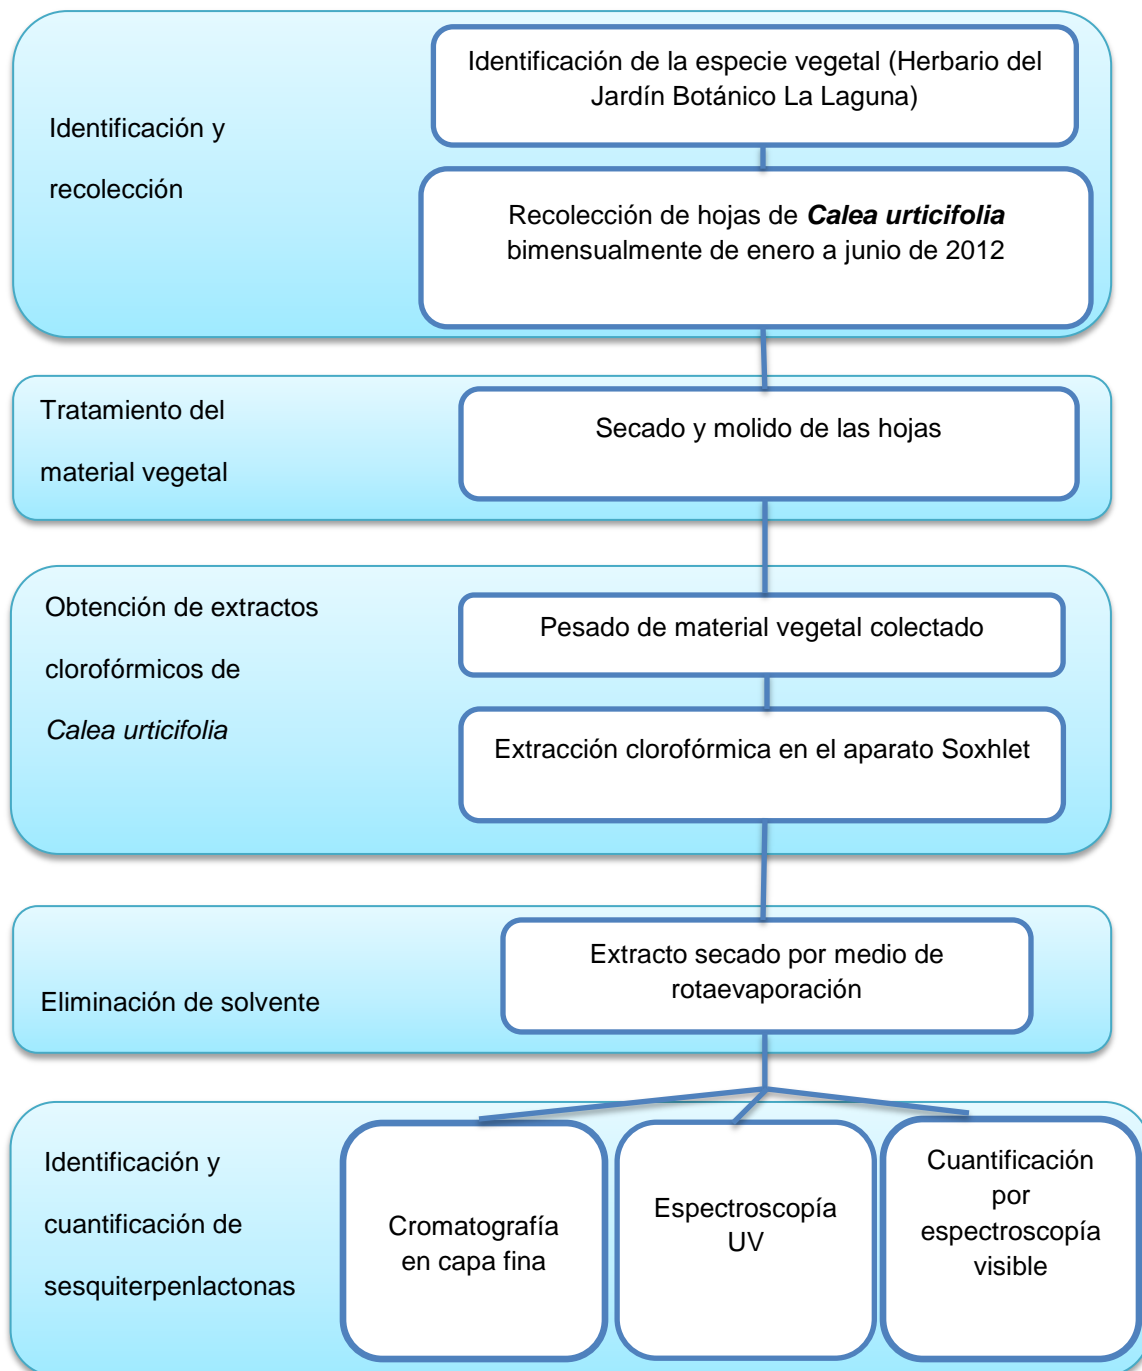 Identificación y
recolección
Identificación de la especie vegetal (Herbario del
Jardín Botánico La Laguna)
Recolección de hojas de Calea urticifolia
bimensualmente de enero a junio de 2012
Tratamiento del
material vegetal
Secado y molido de las hojas
Obtención de extractos
clorofórmicos de
Calea urticifolia
Pesado de material vegetal colectado
Extracción clorofórmica en el aparato Soxhlet
Eliminación de solvente
Extracto secado por medio de
rotaevaporación
Identificación y
cuantificación de
sesquiterpenlactonas
Cromatografía
en capa fina
Espectroscopía
UV
Cuantificación
por
espectroscopía
visible